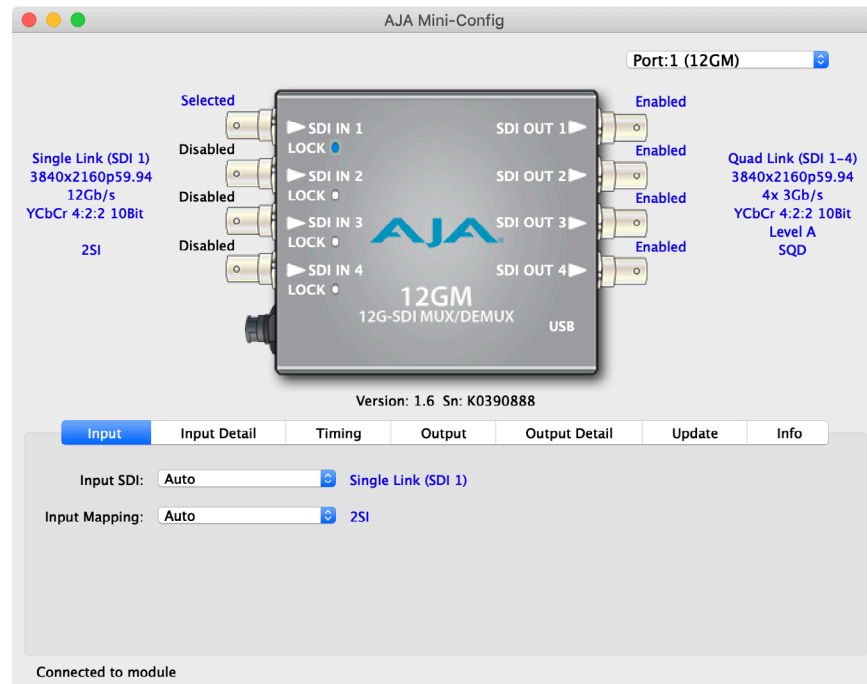 AJA Mini-Config
Port:1 (12GM)
Selected
Disabled
Disabled
Disabled
Single Link (SDI 1)
3840x2160p59.94
12Gb/s
YCbCr 4:2:2 10Bit
2SI
SDI IN 1
LOCK
SDI IN 2
LOCK
SDI IN 3
LOCK
SDI IN 4
LOCK
SDI OUT 1
SDI OUT 2
SDI OUT 3
SDI OUT 4
AJA
12GM
12G-SDI MUX/DEMUX
USB
Enabled
Enabled
Enabled
Enabled
Quad Link (SDI 1-4)
3840x2160p59.94
4x 3Gb/s
YCbCr 4:2:2 10Bit
Level A
SQD
Version: 1.6 Sn: K0390888
Input Input Detail Timing Output Output Detail Update Info
Input SDI: Auto Single Link (SDI 1)
Input Mapping: Auto 2SI
Connected to module